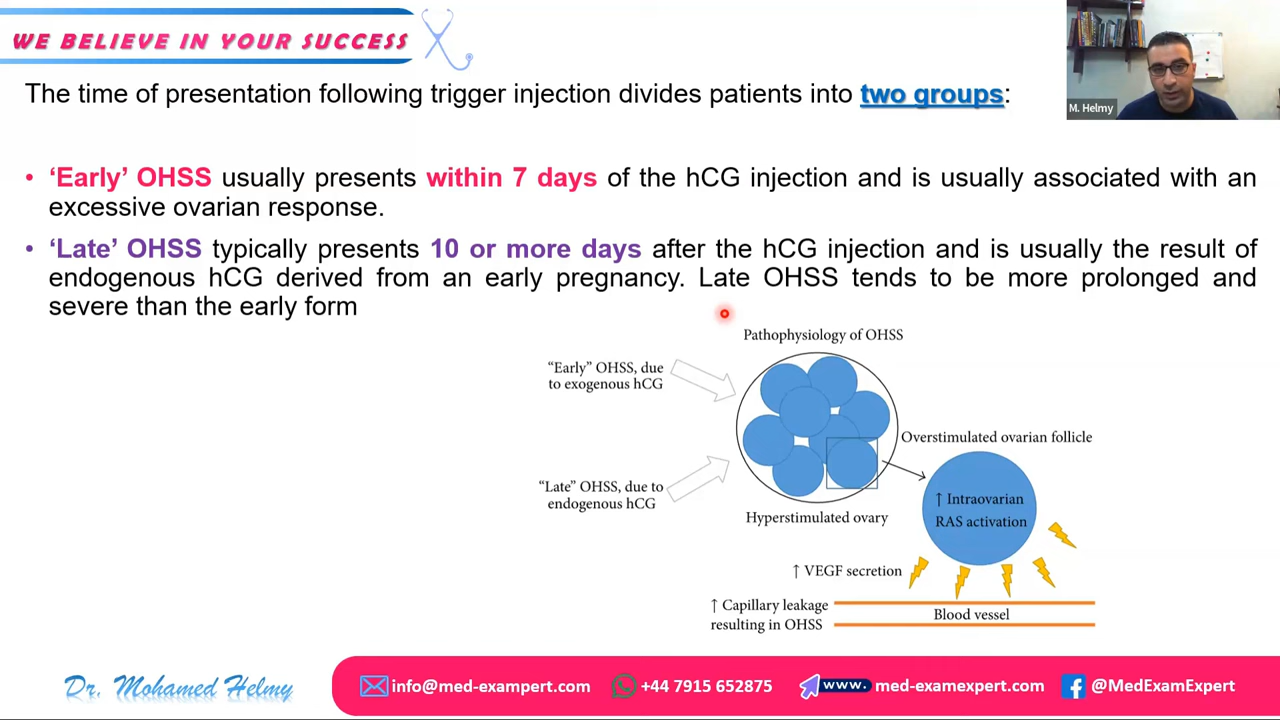 WE BELIEVE IN YOUR SUCCESS
M. Helmy
The time of presentation following trigger injection divides patients into two groups:
• ‘Early’ OHSS usually presents within 7 days of the hCG injection and is usually associated with an
excessive ovarian response.
• ‘Late’ OHSS typically presents 10 or more days after the hCG injection and is usually the result of
endogenous hCG derived from an early pregnancy. Late OHSS tends to be more prolonged and
severe than the early form
Pathophysiology of OHSS
“Early” OHSS, due
to exogenous hCG
Overstimulated ovarian follicle
“Late” OHSS, due to
endogenous hCG
↑ Intraovarian
RAS activation
Hyperstimulated ovary
↑ VEGF secretion
↑ Capillary leakage
resulting in OHSS
Blood vessel
Dr. Mohamed Helmy
info@med-exampert.com
+44 7915 652875
www. med-examexpert.com
@MedExamExpert